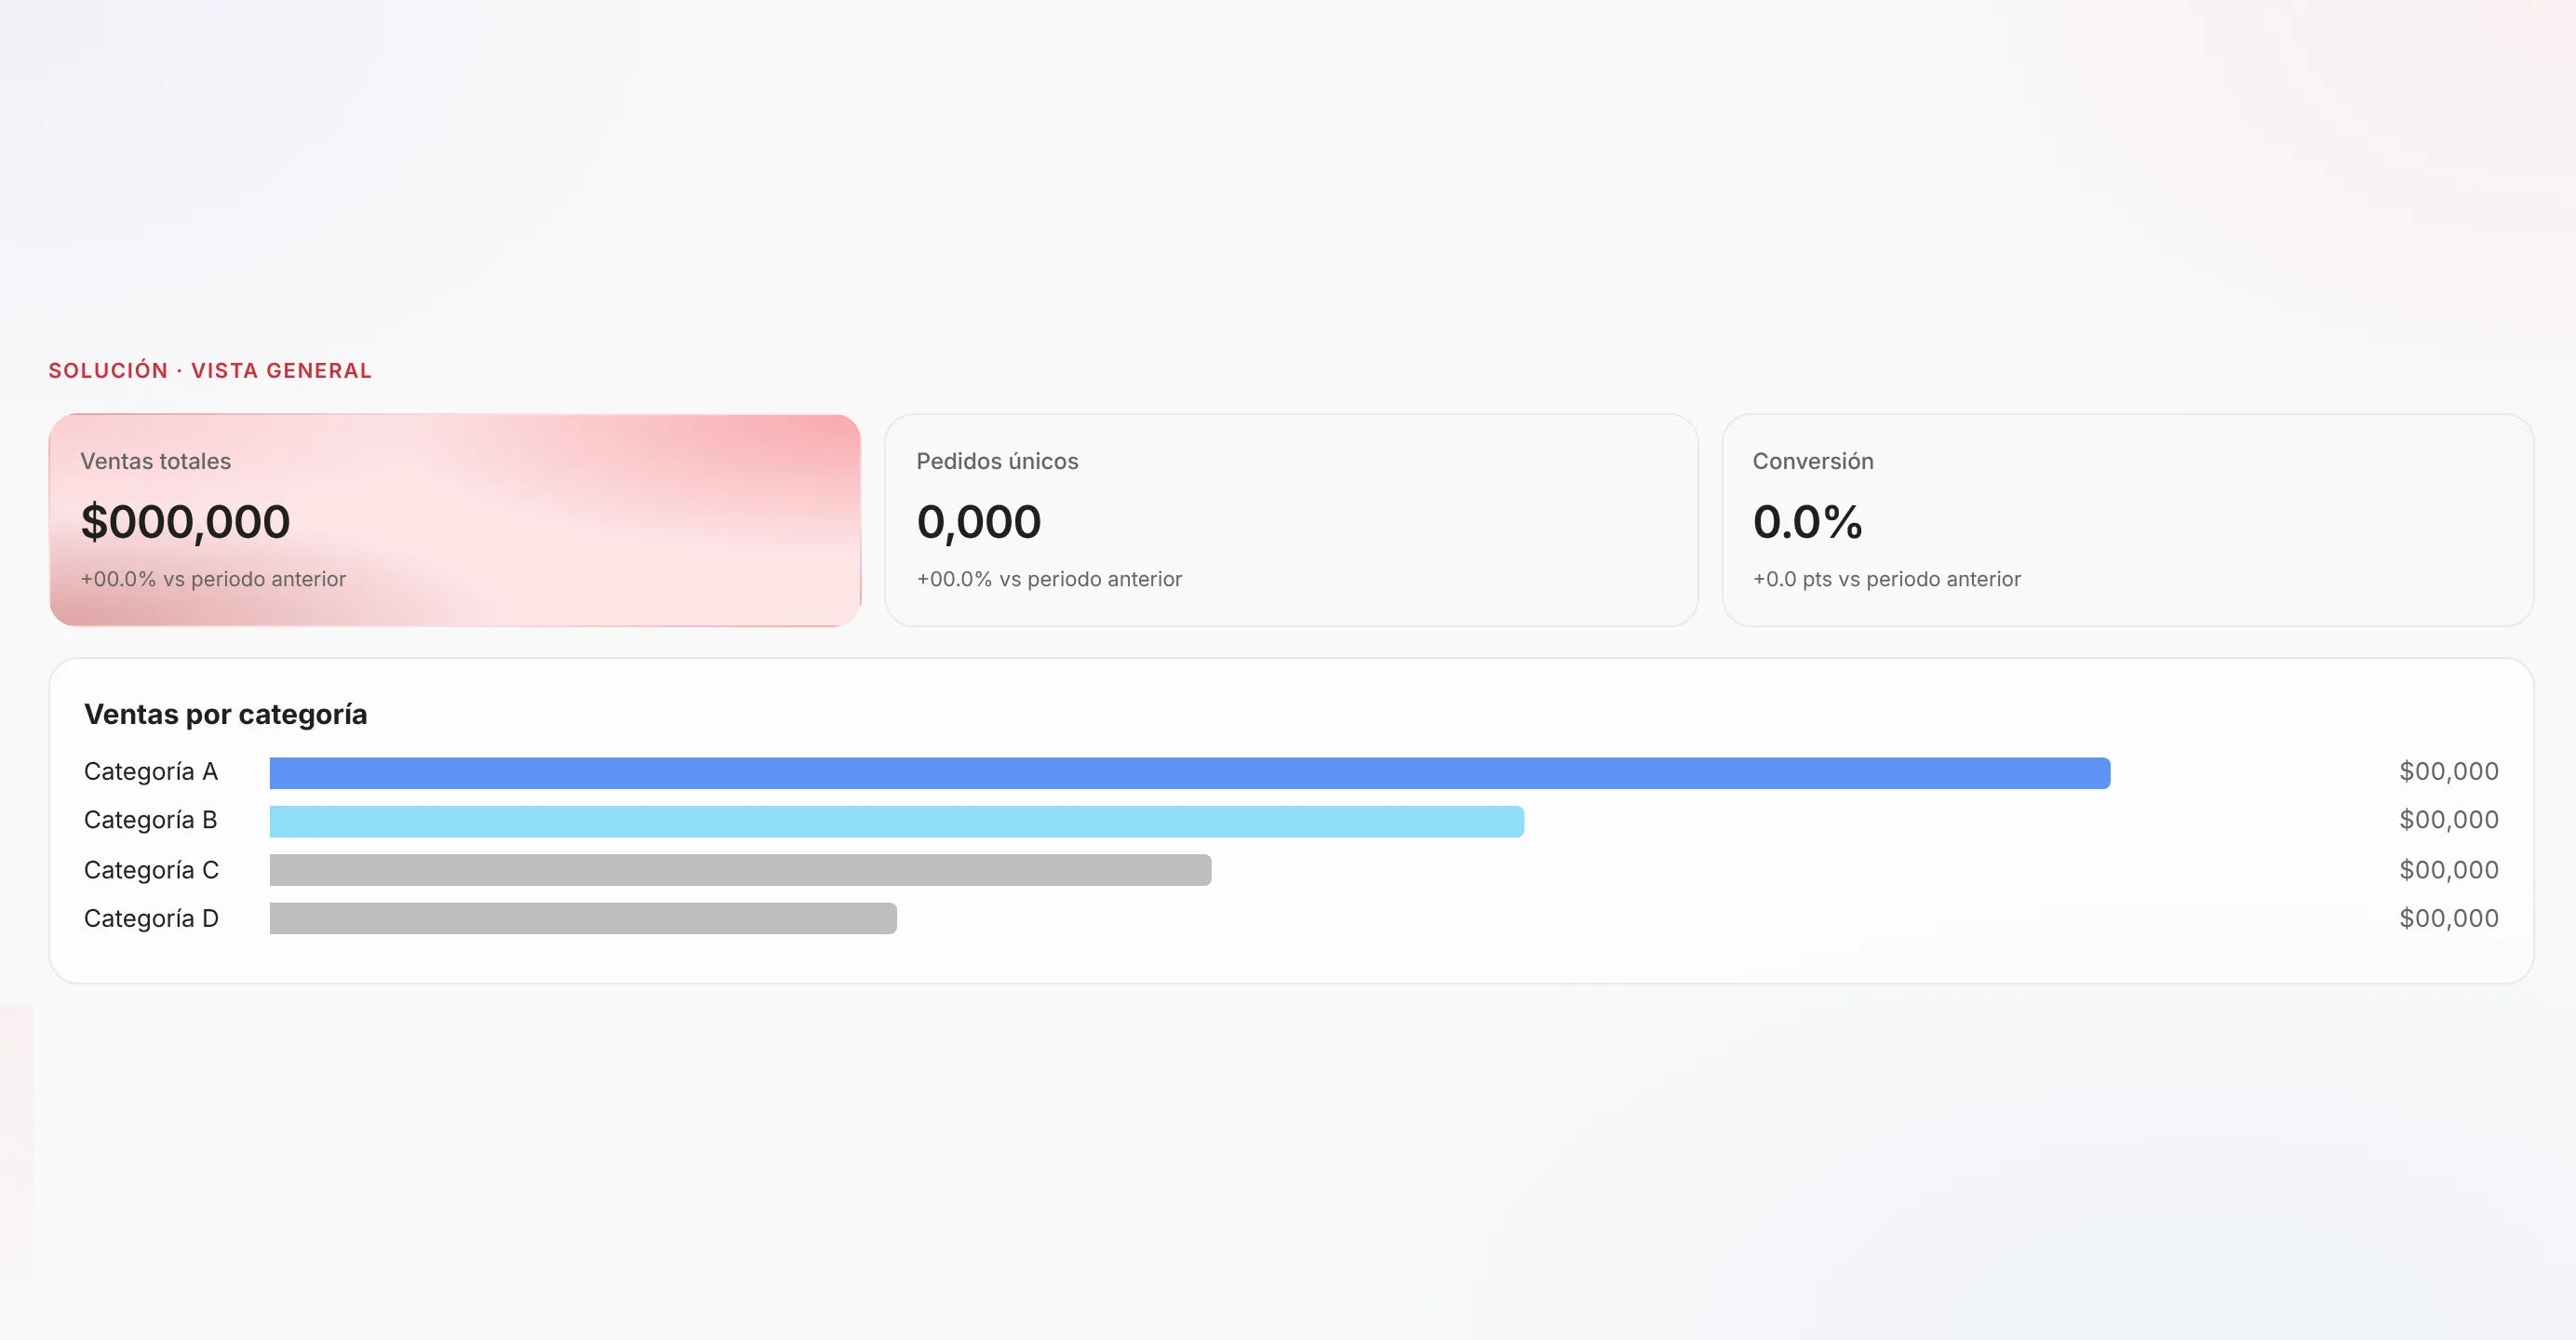 SOLUCIÓN · VISTA GENERAL
Ventas totales
$000,000
+00.0% vs periodo anterior
Pedidos únicos
0,000
+00.0% vs periodo anterior
Conversión
0.0%
+0.0 pts vs periodo anterior
Ventas por categoría
Categoría A $00,000
Categoría B $00,000
Categoría C $00,000
Categoría D $00,000